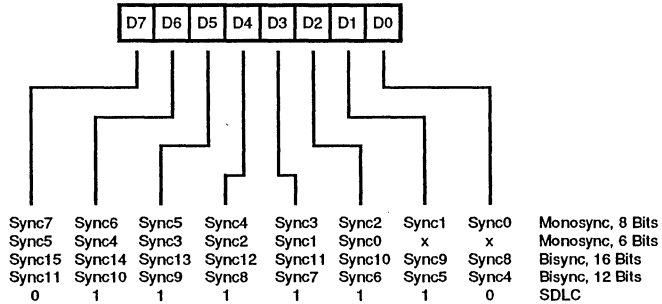 D7 D6 D5 D4 D3 D2 D1 D0
Sync7 Sync6 Sync5 Sync4 Sync3 Sync2 Sync1 Sync0 Monosync, 8 Bits
Sync5 Sync4 Sync3 Sync2 Sync1 Sync0 x x Monosync, 6 Bits
Sync15 Sync14 Sync13 Sync12 Sync11 Sync10 Sync9 Sync8 Bisync, 16 Bits
Sync11 Sync10 Sync9 Sync8 Sync7 Sync6 Sync5 Sync4 Bisync, 12 Bits
0 1 1 1 1 1 1 0 SDLC